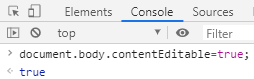 Elements Console Sources
top Filter
> document.body.contentEditable=true;
< true